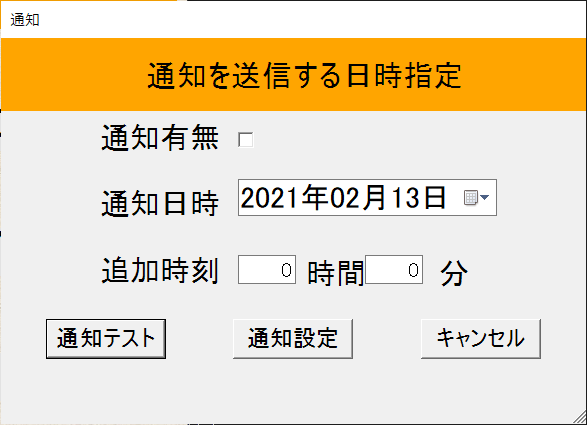 通知
通知を送信する日時指定
通知有無
通知日時 2021年02月13日
追加時刻 0 時間 0 分
通知テスト 通知設定 キャンセル